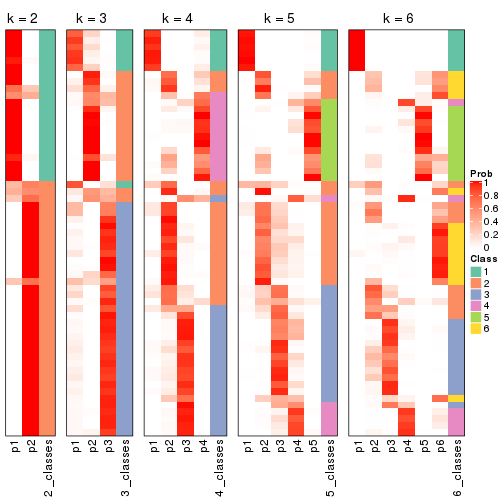 k = 2
k = 3
k = 4
k = 5
k = 6
p1
p2
2_classes
p1
p2
p3
3_classes
p1
p2
p3
p4
4_classes
p1
p2
p3
p4
p5
5_classes
p1
p2
p3
p4
p5
p6
6_classes
Prob
1
0.8
0.6
0.4
0.2
0
Class
1
2
3
4
5
6